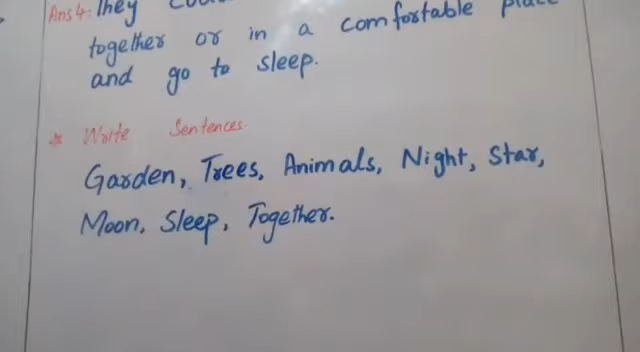 Ans 4: They
together or in a comfortable place
and go to sleep.
* Write Sentences.
Garden, Trees, Animals, Night, Star,
Moon, Sleep, Together.